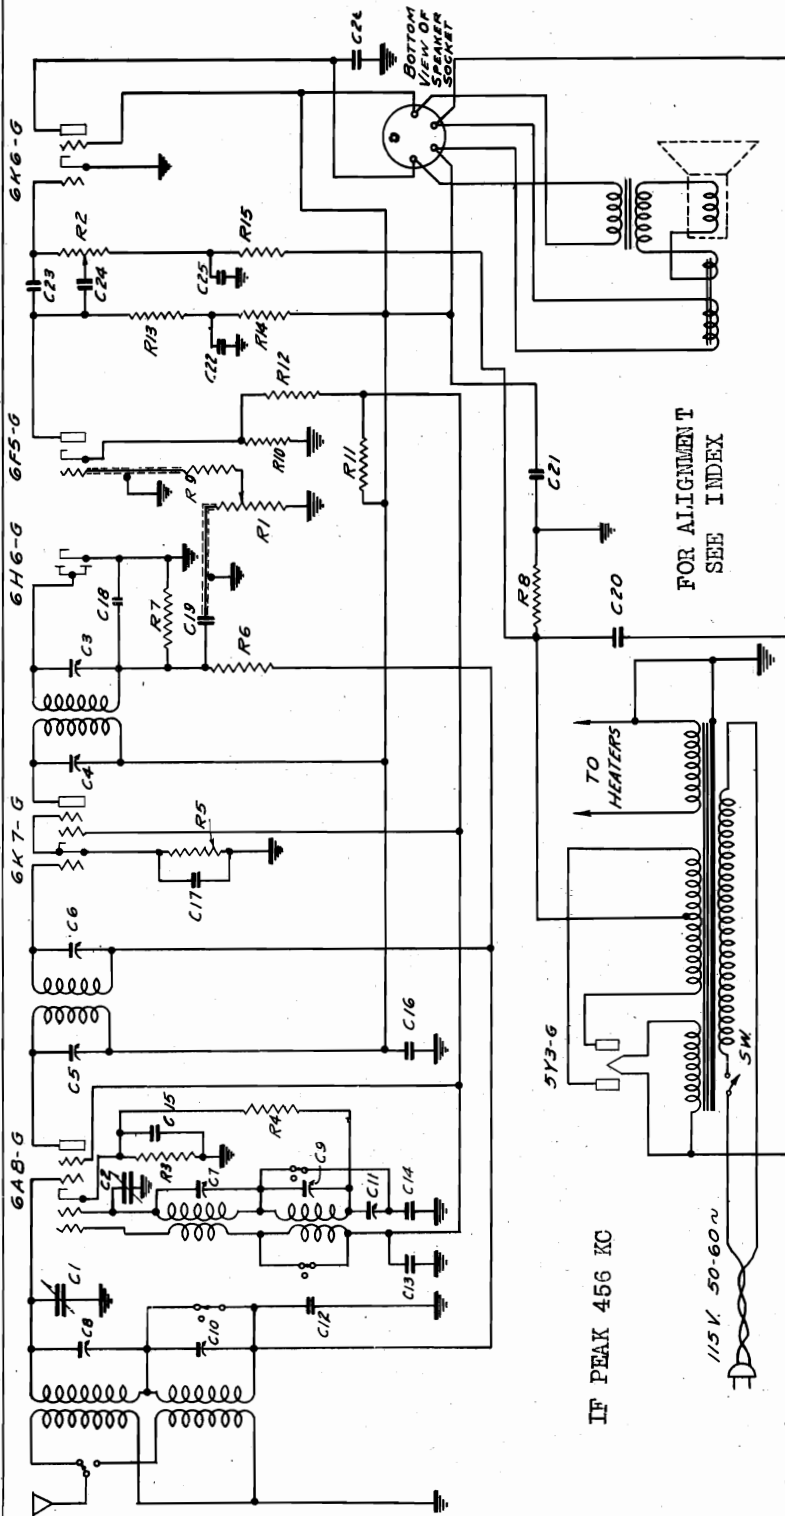 6A8-G
6K7-G
6H6-G
6F5-G
6K6-G
C1
C8
C10
C12
C2
C15
R3
C7
R4
C9
C11
C14
C13
C5
C16
C6
C17
R5
C4
C3
C18
R7
C19
R6
R9
R1
R10
R12
R11
C23
R2
C24
R13
C22
R14
C25
R15
BOTTOM
VIEW OF
SPEAKER
SOCKET
IF PEAK 456 KC
115 V. 50-60~
SW.
5Y3-G
TO
HEATERS
R8
C20
C21
FOR ALIGNMENT
SEE INDEX